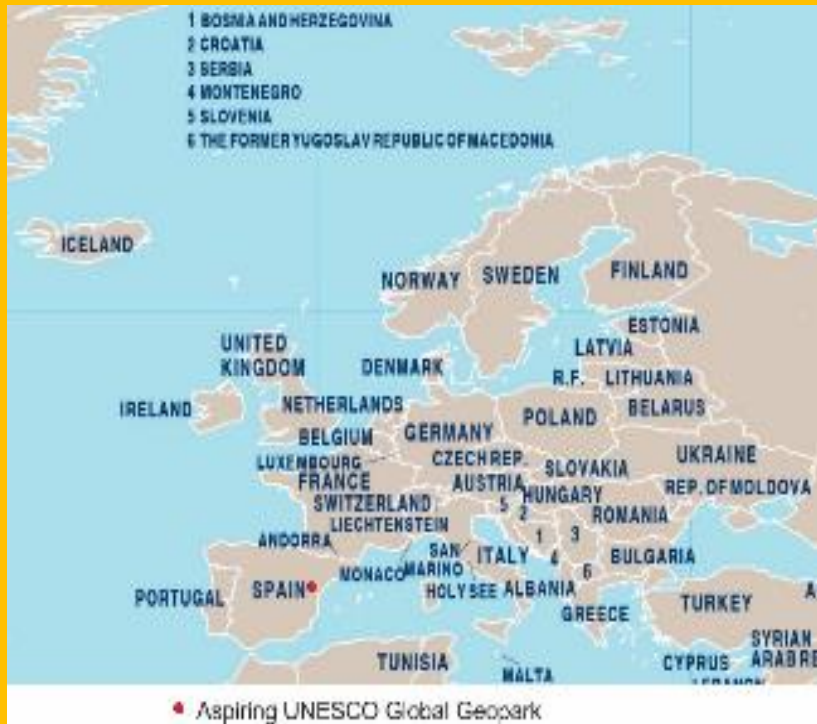 1 BOSNIA AND HERZEGOVINA
2 CROATIA
3 SERBIA
4 MONTENEGRO
5 SLOVENIA
6 THE FORMER YUGOSLAV REPUBLIC OF MACEDONIA
ICELAND
NORWAY
SWEDEN
FINLAND
ESTONIA
UNITED
KINGDOM
LATVIA
DENMARK
R.F.
LITHUANIA
IRELAND
NETHERLANDS
BELARUS
POLAND
BELGIUM
GERMANY
UKRAINE
LUXEMBOURG
CZECH REP.
SLOVAKIA
FRANCE
AUSTRIA
HUNGARY
REP. OF MOLDOVA
SWITZERLAND
5
2
ROMANIA
LIECHTENSTEIN
1
3
ANDORRA
SAN
MARINO
ITALY
4
BULGARIA
MONACO
6
SPAIN
HOLY SEE
ALBANIA
PORTUGAL
GREECE
TURKEY
SYRIAN
ARAB RE
TUNISIA
CYPRUS
MALTA
LEBANON
Aspiring UNESCO Global Geopark